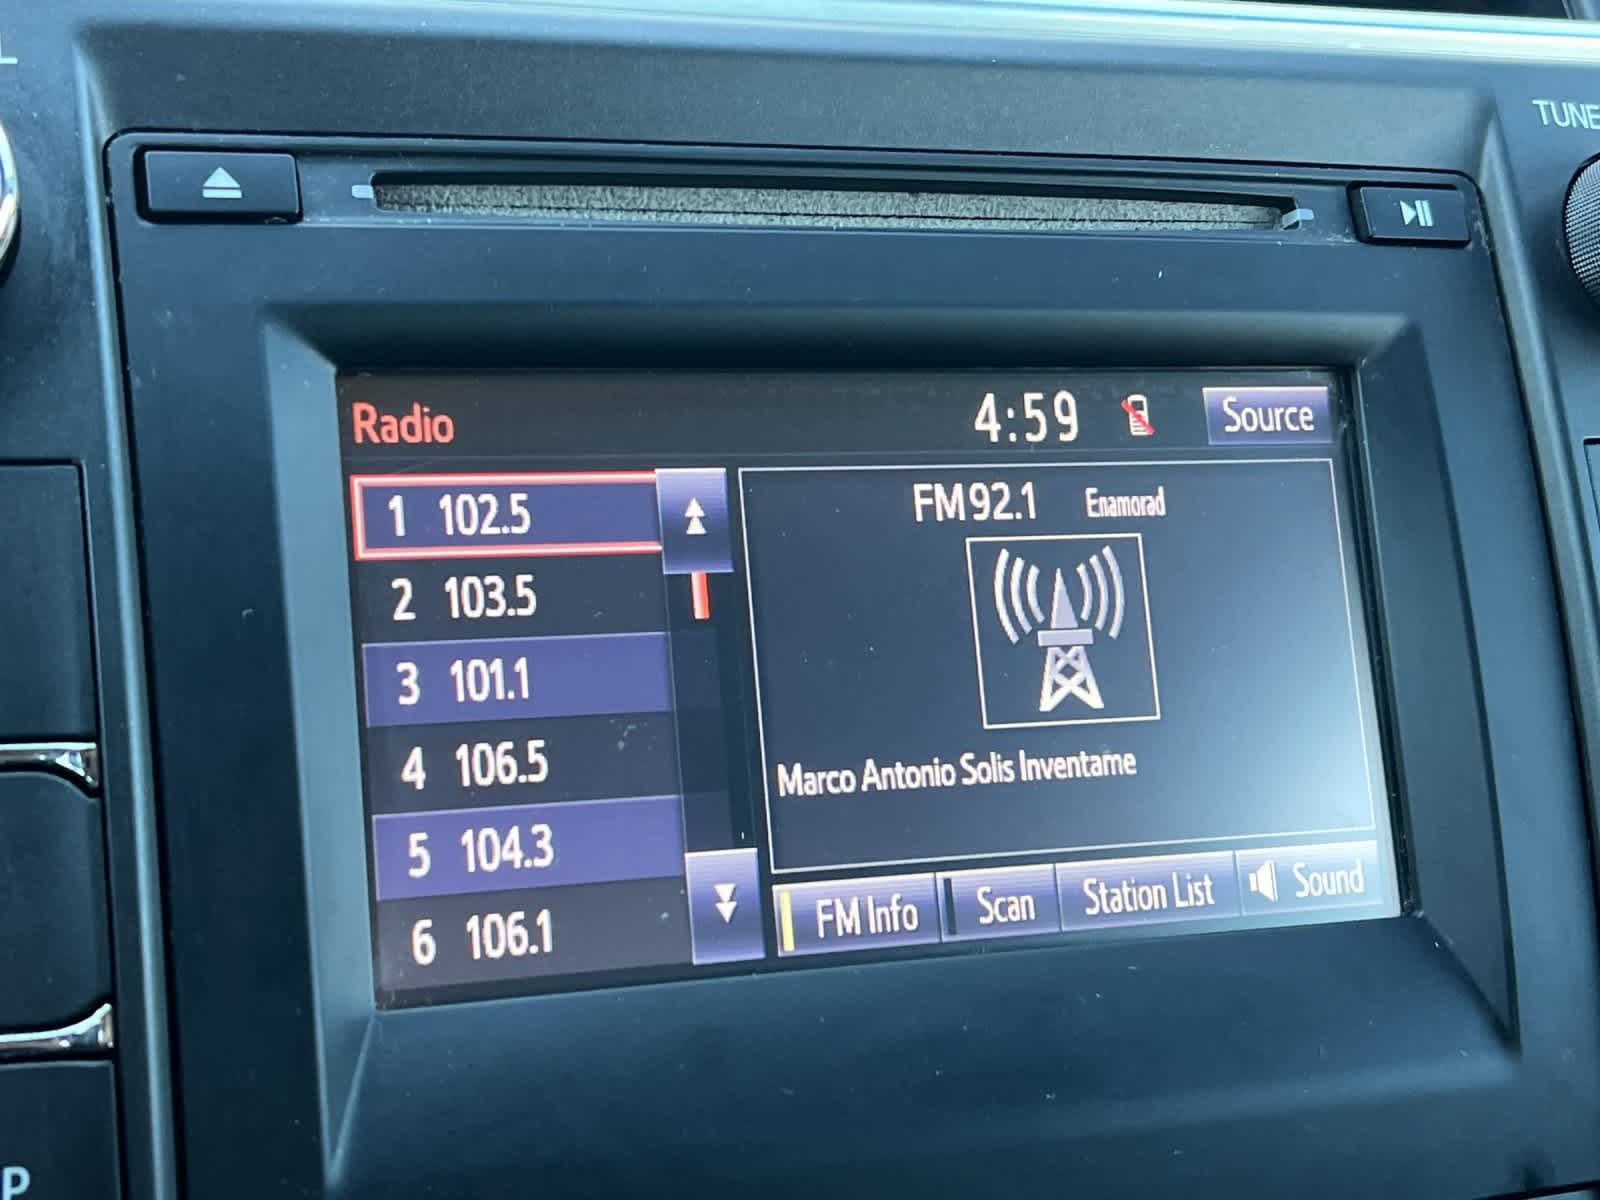 TUNE
Radio
4:59
Source
1 102.5
2 103.5
3 101.1
4 106.5
5 104.3
6 106.1
FM92.1 Enamorad
Marco Antonio Solis Inventame
FM Info
Scan
Station List
Sound
P